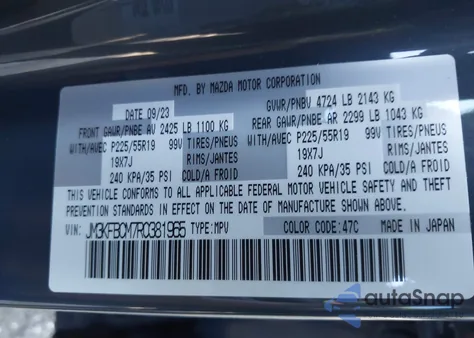 MFD. BY MAZDA MOTOR CORPORATION
DATE 09/23
GVWR/PNBV 4724 LB 2143 KG
FRONT GAWR/PNBE AV 2425 LB 1100 KG
REAR GAWR/PNBE AR 2299 LB 1043 KG
WITH/AVEC P225/55R19 99V TIRES/PNEUS
WITH/AVEC P225/55R19 99V TIRES/PNEUS
19X7J RIMS/JANTES
19X7J RIMS/JANTES
240 KPA/35 PSI COLD/A FROID
240 KPA/35 PSI COLD/A FROID
THIS VEHICLE CONFORMS TO ALL APPLICABLE FEDERAL MOTOR VEHICLE SAFETY AND THEFT
PREVENTION STANDARDS IN EFFECT ON THE DATE OF MANUFACTURE SHOWN ABOVE.
VIN: JM3KFBCM7R0381965 TYPE:MPV COLOR CODE:47C MADE IN JAPAN
autoSnap